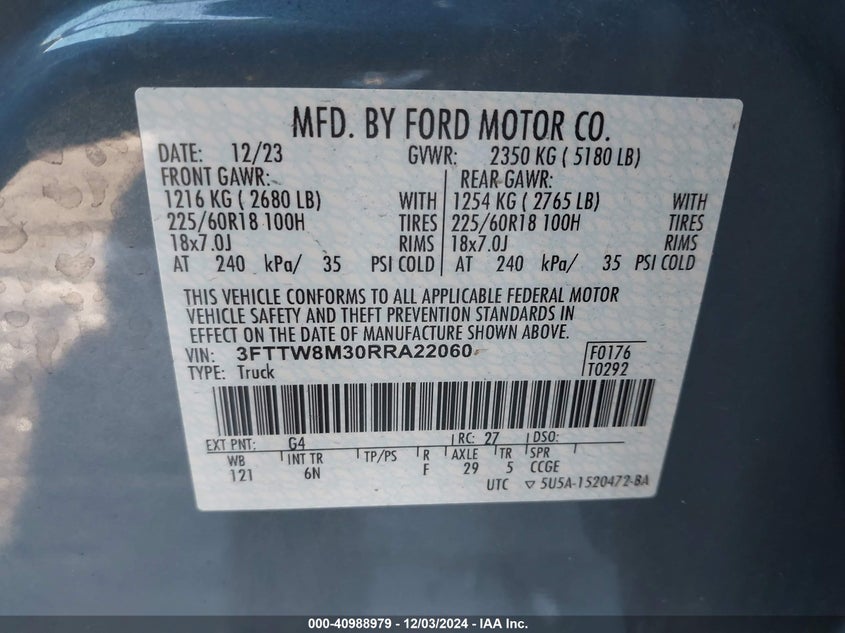 MFD. BY FORD MOTOR CO.
DATE: 12/23 GVWR: 2350 KG ( 5180 LB)
FRONT GAWR: REAR GAWR:
1216 KG ( 2680 LB) WITH 1254 KG ( 2765 LB) WITH
225/60R18 100H TIRES 225/60R18 100H TIRES
18x7.0J RIMS 18x7.0J RIMS
AT 240 kPa/ 35 PSI COLD AT 240 kPa/ 35 PSI COLD
THIS VEHICLE CONFORMS TO ALL APPLICABLE FEDERAL MOTOR
VEHICLE SAFETY AND THEFT PREVENTION STANDARDS IN
EFFECT ON THE DATE OF MANUFACTURE SHOWN ABOVE.
VIN: 3FTTW8M30RRA22060 F0176
TYPE: Truck T0292
EXT PNT: G4 RC: 27 DSO:
WB INT TR TP/PS R AXLE TR SPR
121 6N F 29 5 CCGE
UTC ▽ 5U5A-1520472-BA
000-40988979 - 12/03/2024 - IAA Inc.